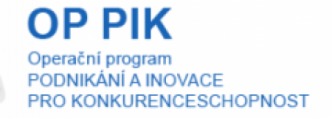 OP PIK
Operační program
PODNIKÁNÍ A INOVACE
PRO KONKURENCESCHOPNOST